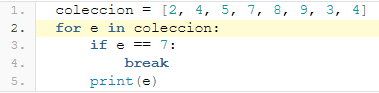 1. coleccion = [2, 4, 5, 7, 8, 9, 3, 4]
2. for e in coleccion:
3.     if e == 7:
4.         break
5.     print(e)